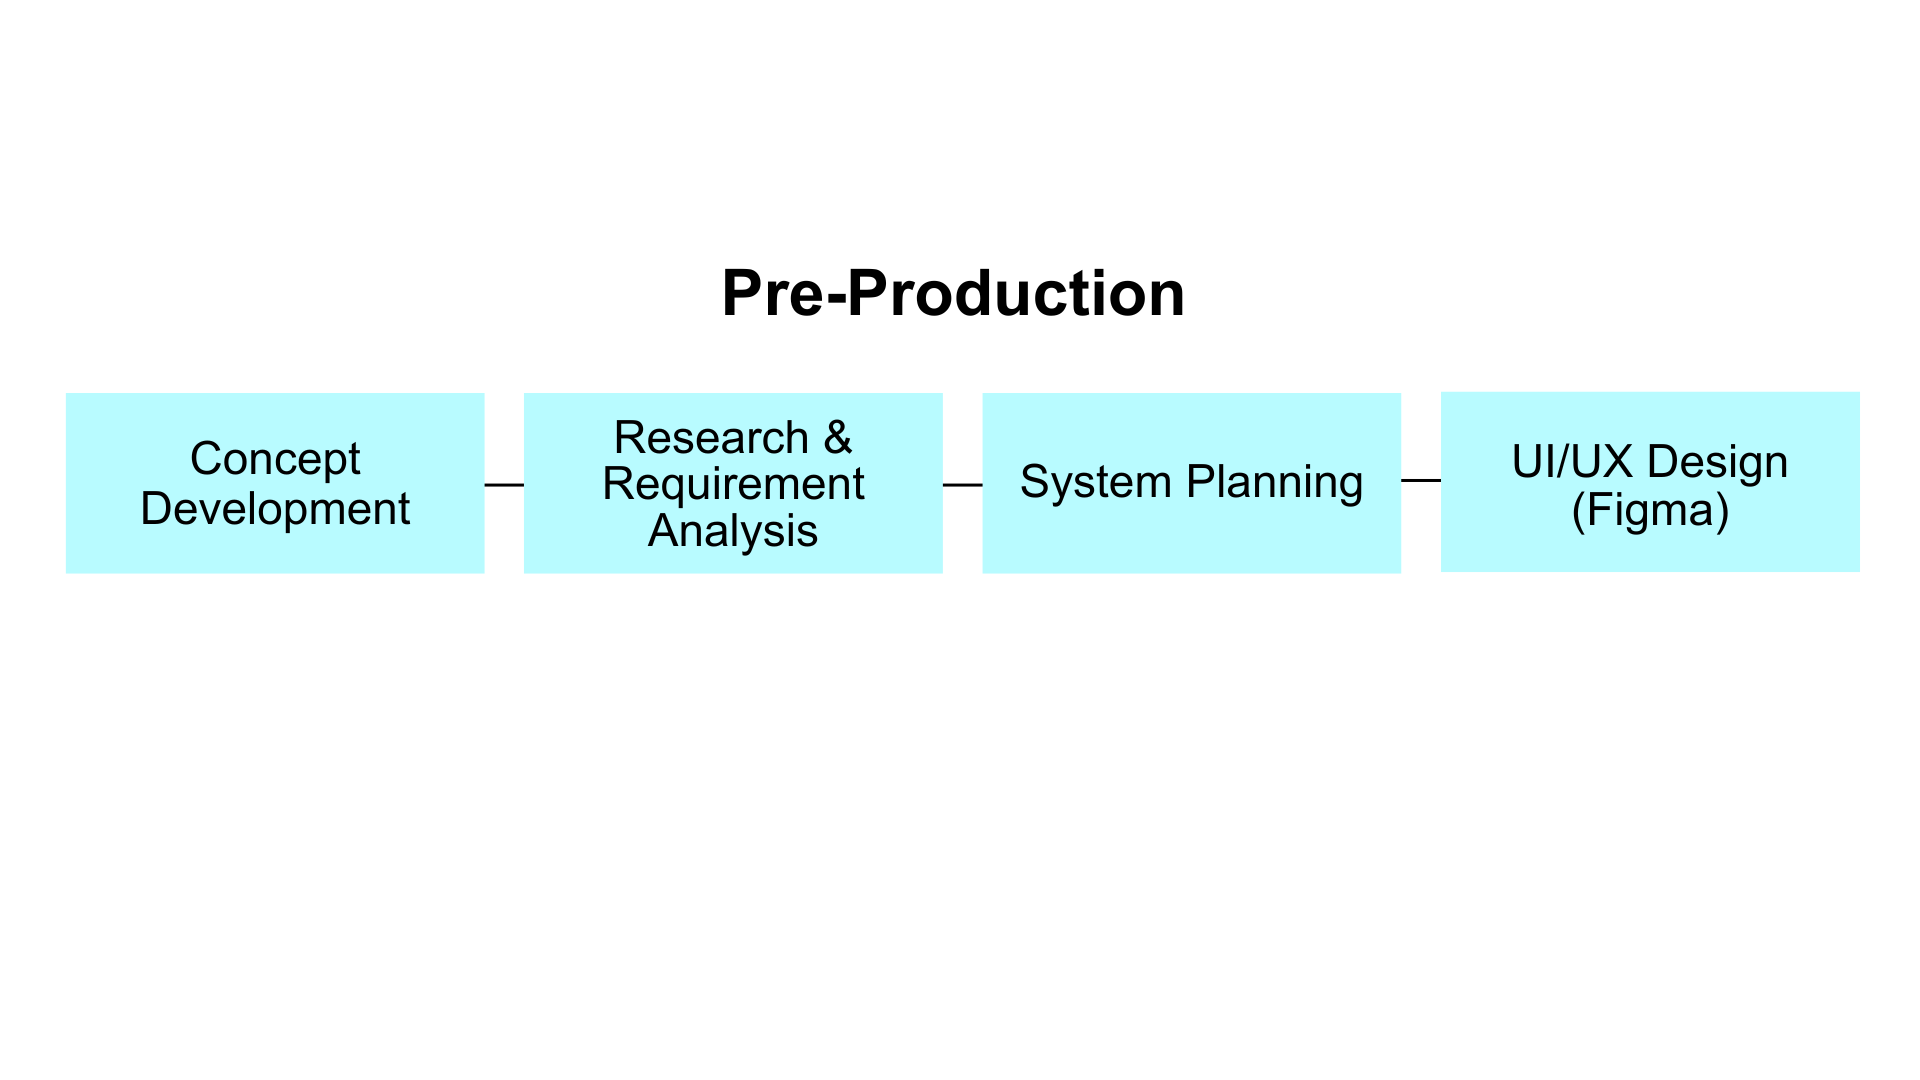 Pre-Production
Concept
Development
Research &
Requirement
Analysis
System Planning
UI/UX Design
(Figma)